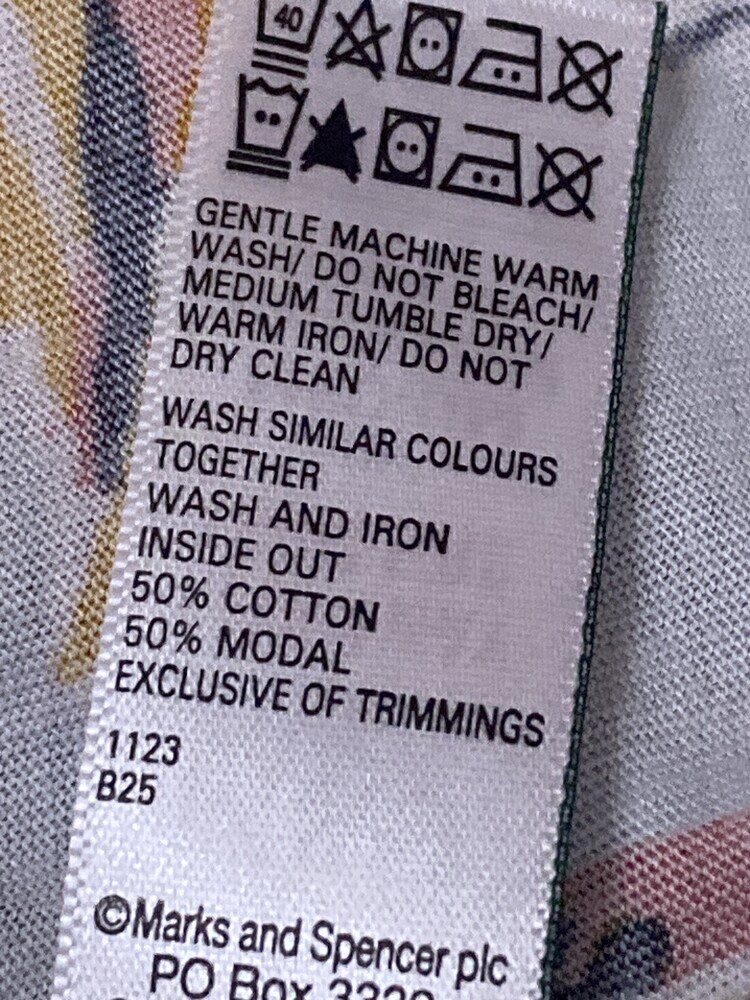 40
GENTLE MACHINE WARM
WASH/ DO NOT BLEACH/
MEDIUM TUMBLE DRY/
WARM IRON/ DO NOT
DRY CLEAN
WASH SIMILAR COLOURS
TOGETHER
WASH AND IRON
INSIDE OUT
50% COTTON
50% MODAL
EXCLUSIVE OF TRIMMINGS
1123
B25
©Marks and Spencer plc
PO Box